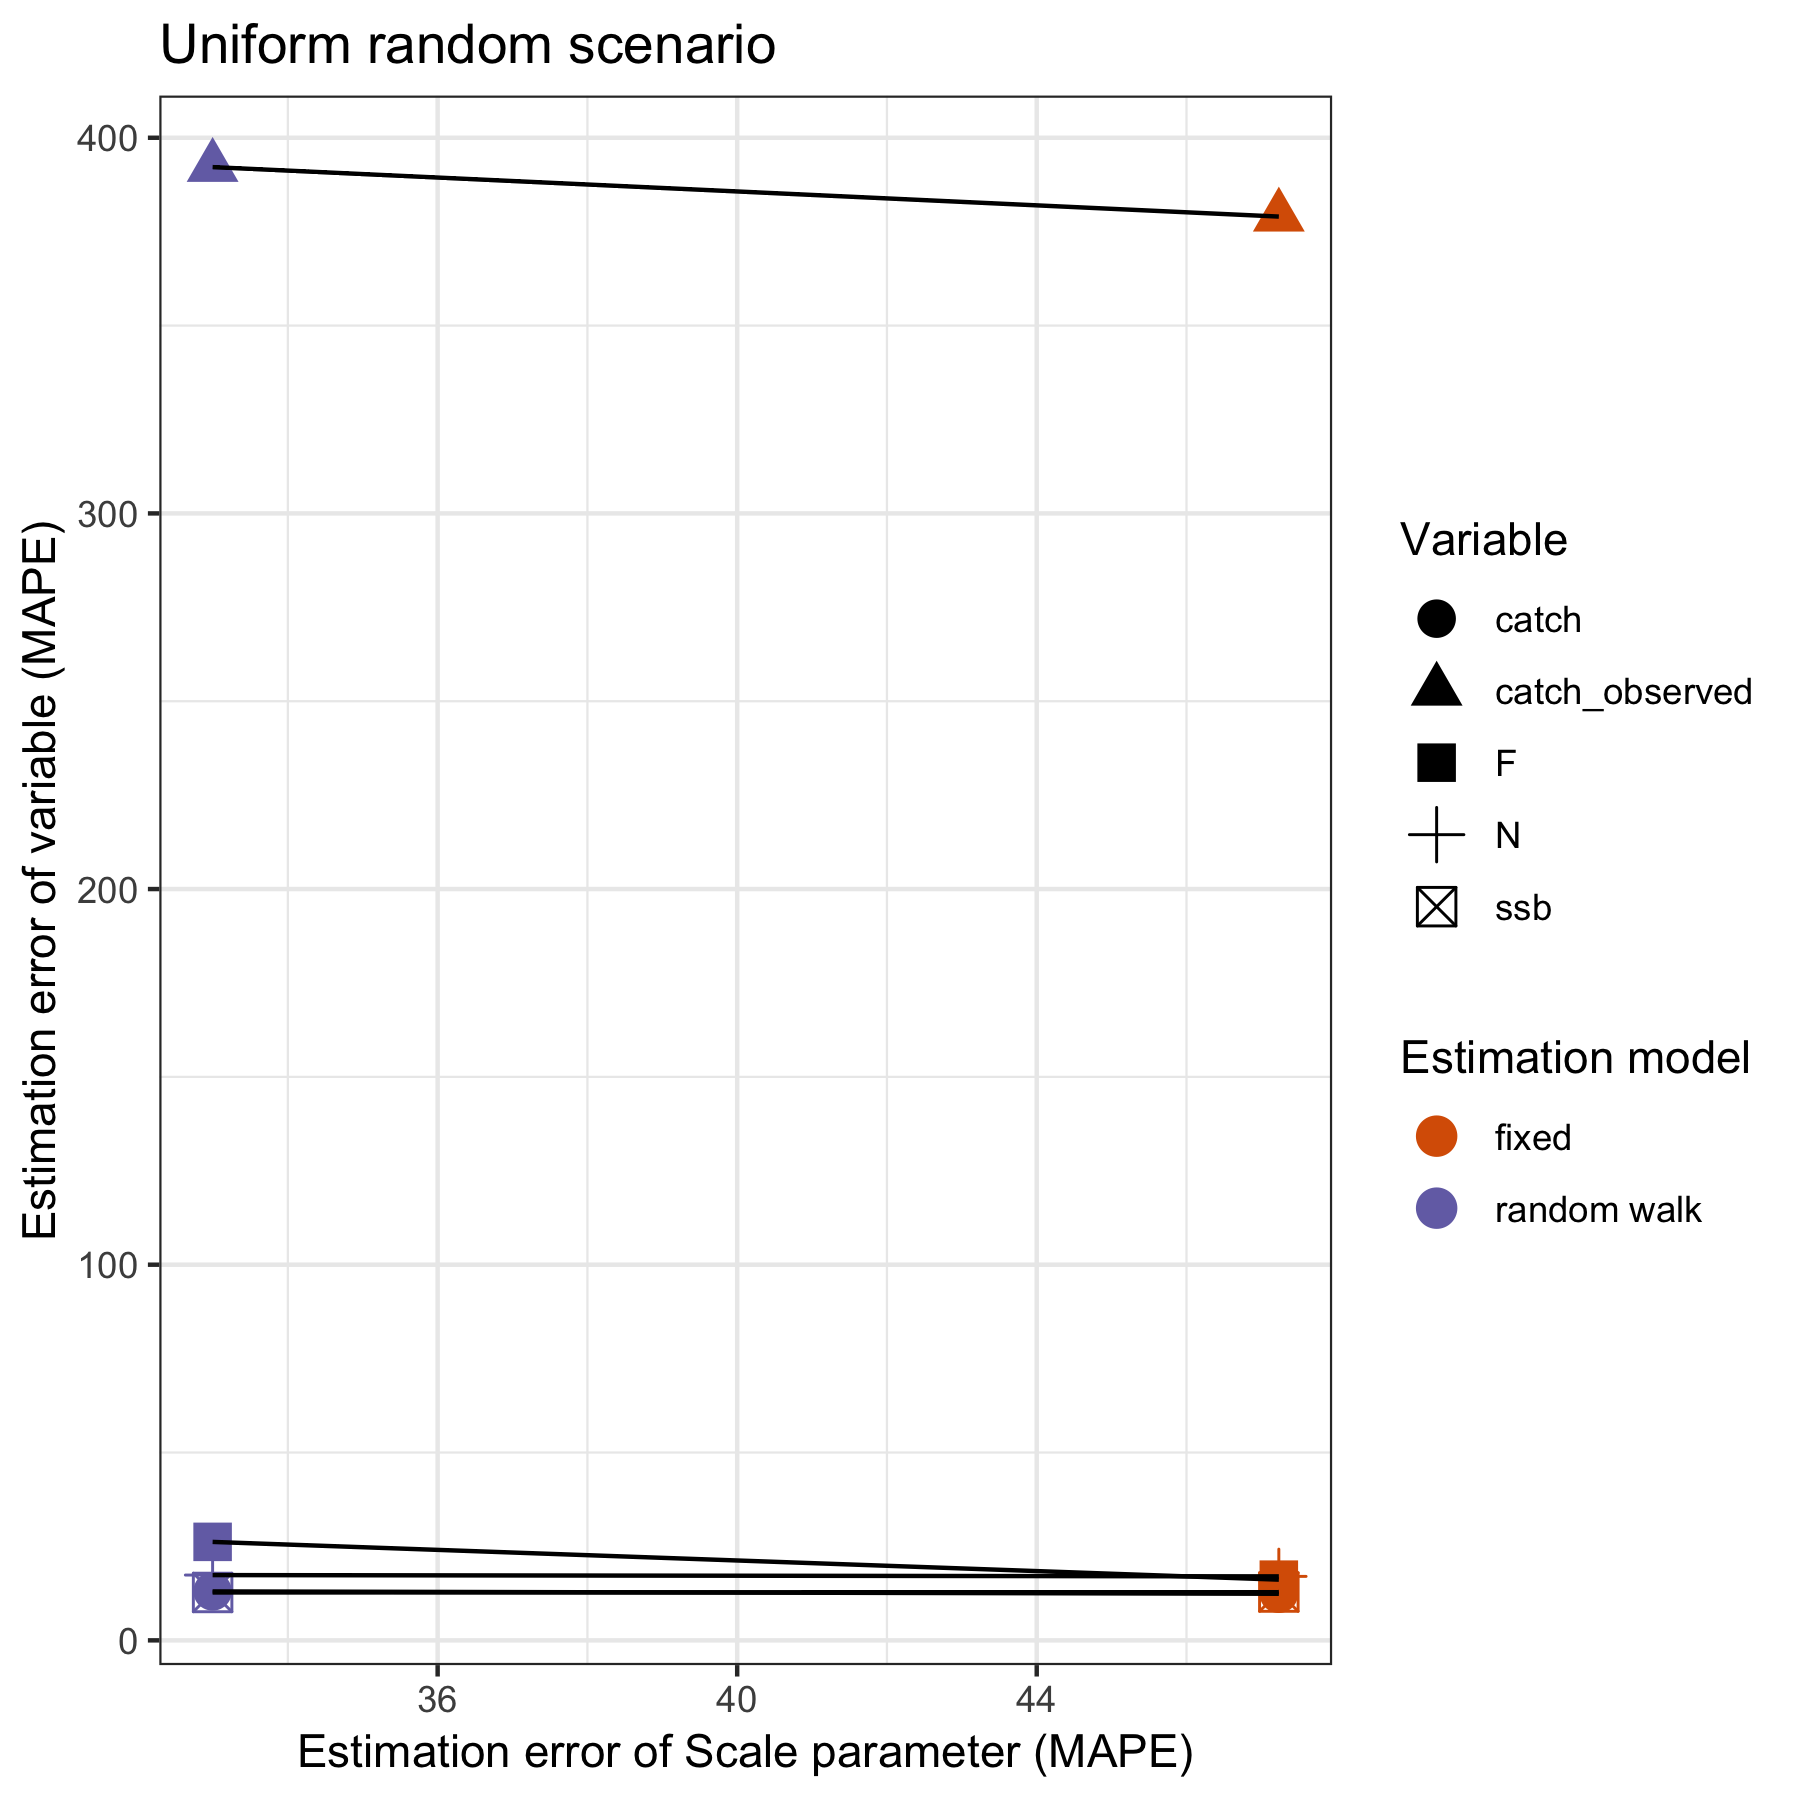 Uniform random scenario
Estimation error of variable (MAPE)
400
300
200
100
0
36
40
44
Estimation error of Scale parameter (MAPE)
Variable
catch
catch_observed
F
N
ssb
Estimation model
fixed
random walk